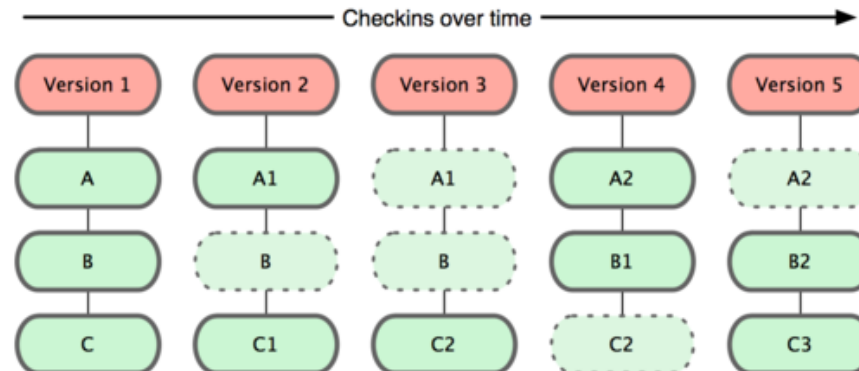 Checkins over time
Version 1 Version 2 Version 3 Version 4 Version 5
A A1 A1 A2 A2
B B B B1 B2
C C1 C2 C2 C3